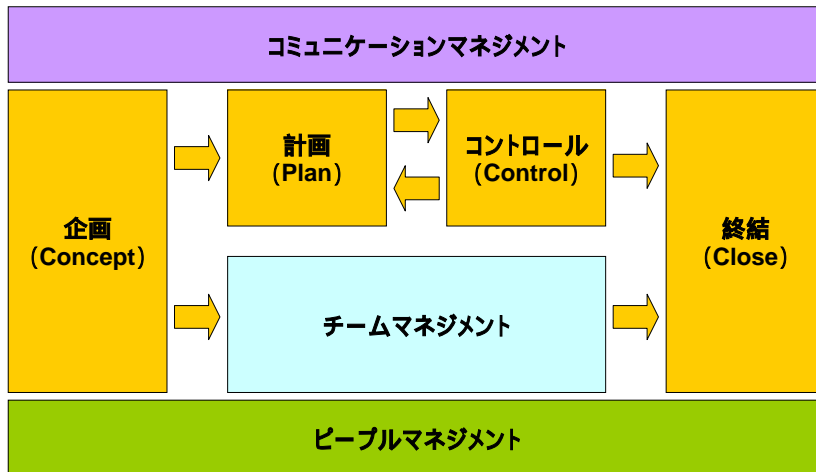 コミュニケーションマネジメント
計画
(Plan)
コントロール
(Control)
企画
(Concept)
終結
(Close)
チームマネジメント
ピープルマネジメント